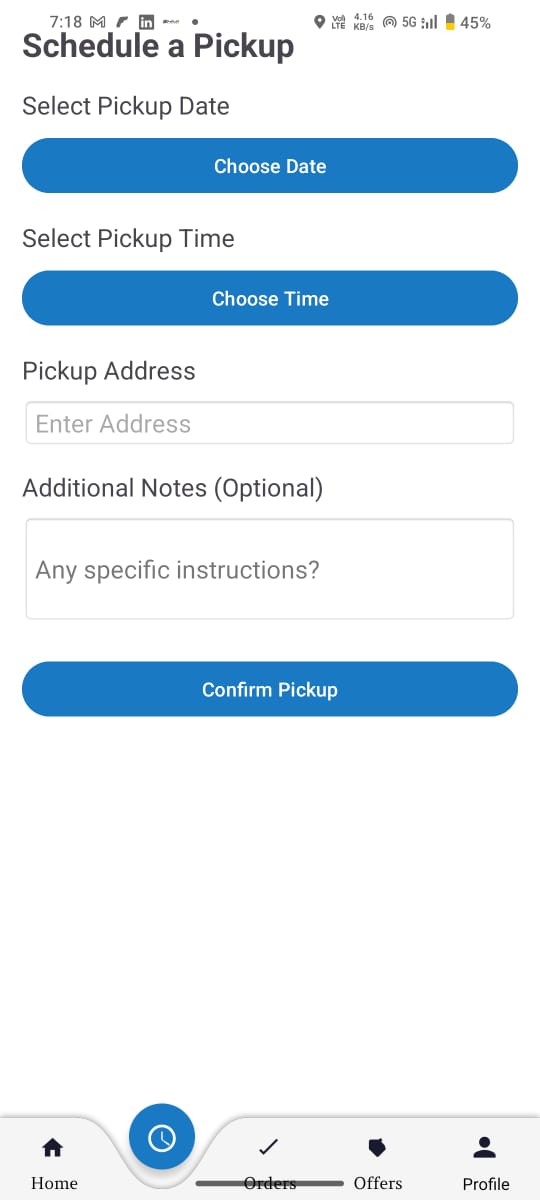 7:18 in Vo) LTE 4.16 KB/s 5G 45%
Schedule a Pickup
Select Pickup Date
Choose Date
Select Pickup Time
Choose Time
Pickup Address
Enter Address
Additional Notes (Optional)
Any specific instructions?
Confirm Pickup
Home Orders Offers Profile